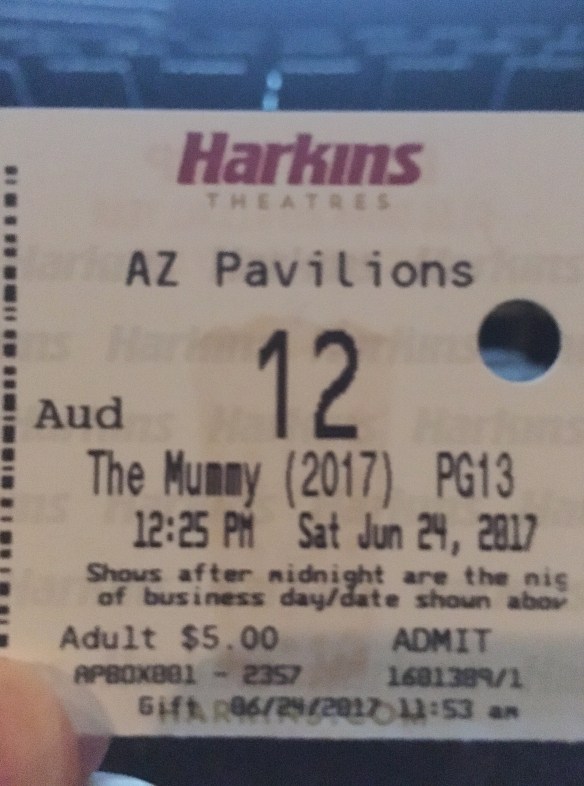 Harkins
THEATRES
AZ Pavilions
Aud 12
The Mummy (2017) PG13
12:25 PM Sat Jun 24, 2017
Shows after midnight are the nig
of business day/date shown abov
Adult $5.00 ADMIT
APBOX001 - 2357 1601389/1
Gift 06/24/2017 11:53 am
HARKINS.COM